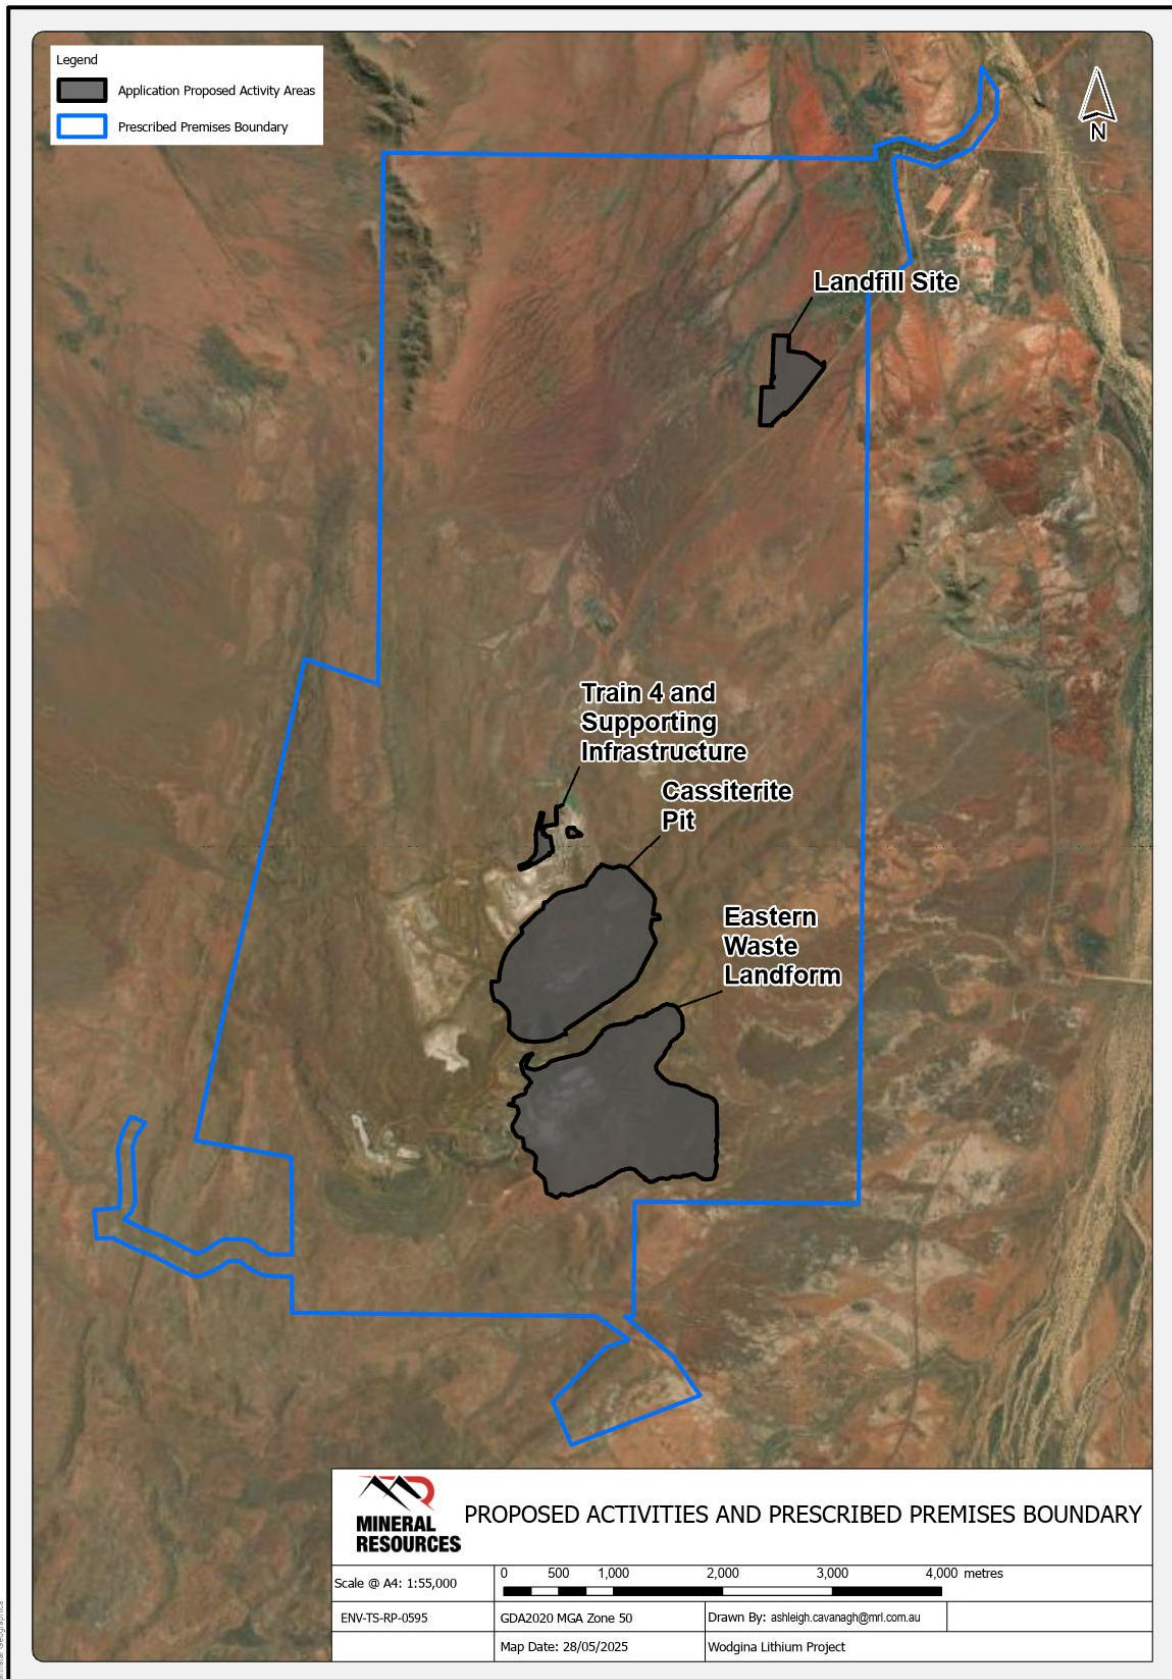 Legend
Application Proposed Activity Areas
Prescribed Premises Boundary
N
Landfill Site
Train 4 and
Supporting
Infrastructure
Cassiterite
Pit
Eastern
Waste
Landform
MINERAL
RESOURCES
PROPOSED ACTIVITIES AND PRESCRIBED PREMISES BOUNDARY
Scale @ A4: 1:55,000
0 500 1,000 2,000 3,000 4,000 metres
ENV-TS-RP-0595
GDA2020 MGA Zone 50
Drawn By: ashleigh.cavanagh@mrl.com.au
Map Date: 28/05/2025
Wodgina Lithium Project